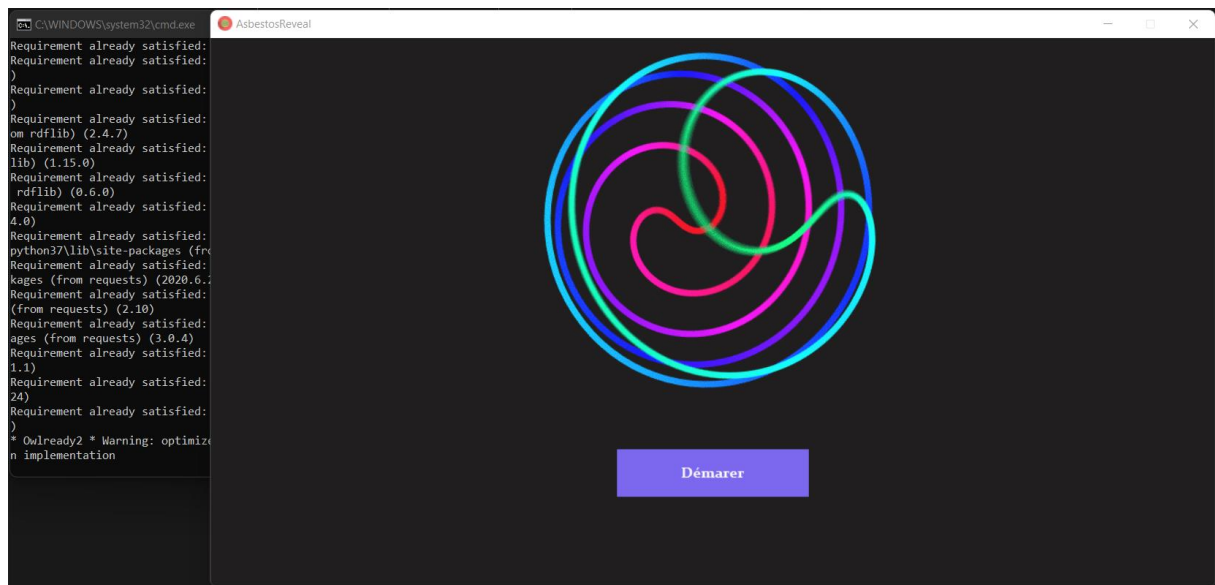 C:\WINDOWS\system32\cmd.exe
Requirement already satisfied:
Requirement already satisfied:
)
Requirement already satisfied:
)
Requirement already satisfied:
om rdflib) (2.4.7)
Requirement already satisfied:
lib) (1.15.0)
Requirement already satisfied:
rdflib) (0.6.0)
Requirement already satisfied:
4.0)
Requirement already satisfied:
python37\lib\site-packages (fro
Requirement already satisfied:
kages (from requests) (2020.6.2
Requirement already satisfied:
(from requests) (2.10)
Requirement already satisfied:
ages (from requests) (3.0.4)
Requirement already satisfied:
1.1)
Requirement already satisfied:
24)
Requirement already satisfied:
)
* Owlready2 * Warning: optimize
n implementation
AsbestosReveal
Démarer